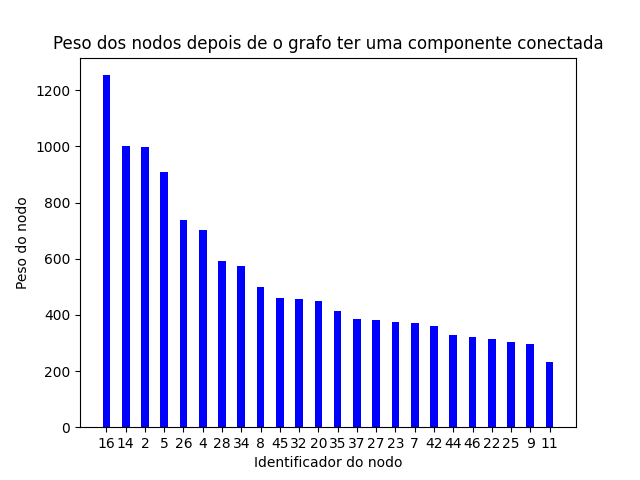 Peso dos nodos depois de o grafo ter uma componente conectada
1200
1000
800
600
400
200
0
Peso do nodo
16 14 2 5 26 4 28 34 8 45 32 20 35 37 27 23 7 42 44 46 22 25 9 11
Identificador do nodo